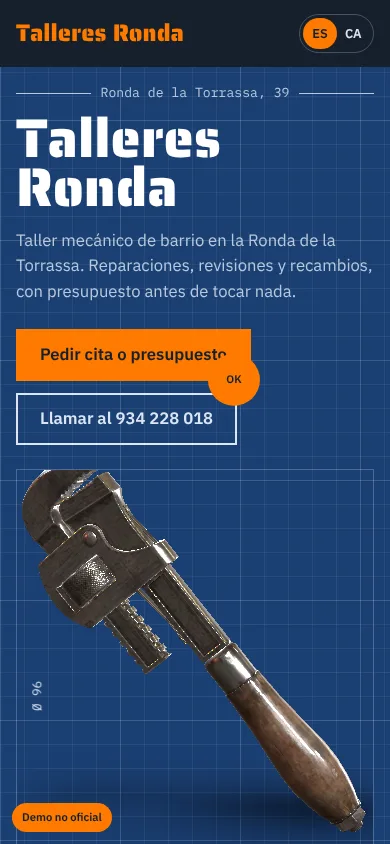 Talleres Ronda
ES CA
Ronda de la Torrassa, 39
Talleres
Ronda
Taller mecánico de barrio en la Ronda de la
Torrassa. Reparaciones, revisiones y recambios,
con presupuesto antes de tocar nada.
Pedir cita o presupuesto
OK
Llamar al 934 228 018
Ø 96
Demo no oficial